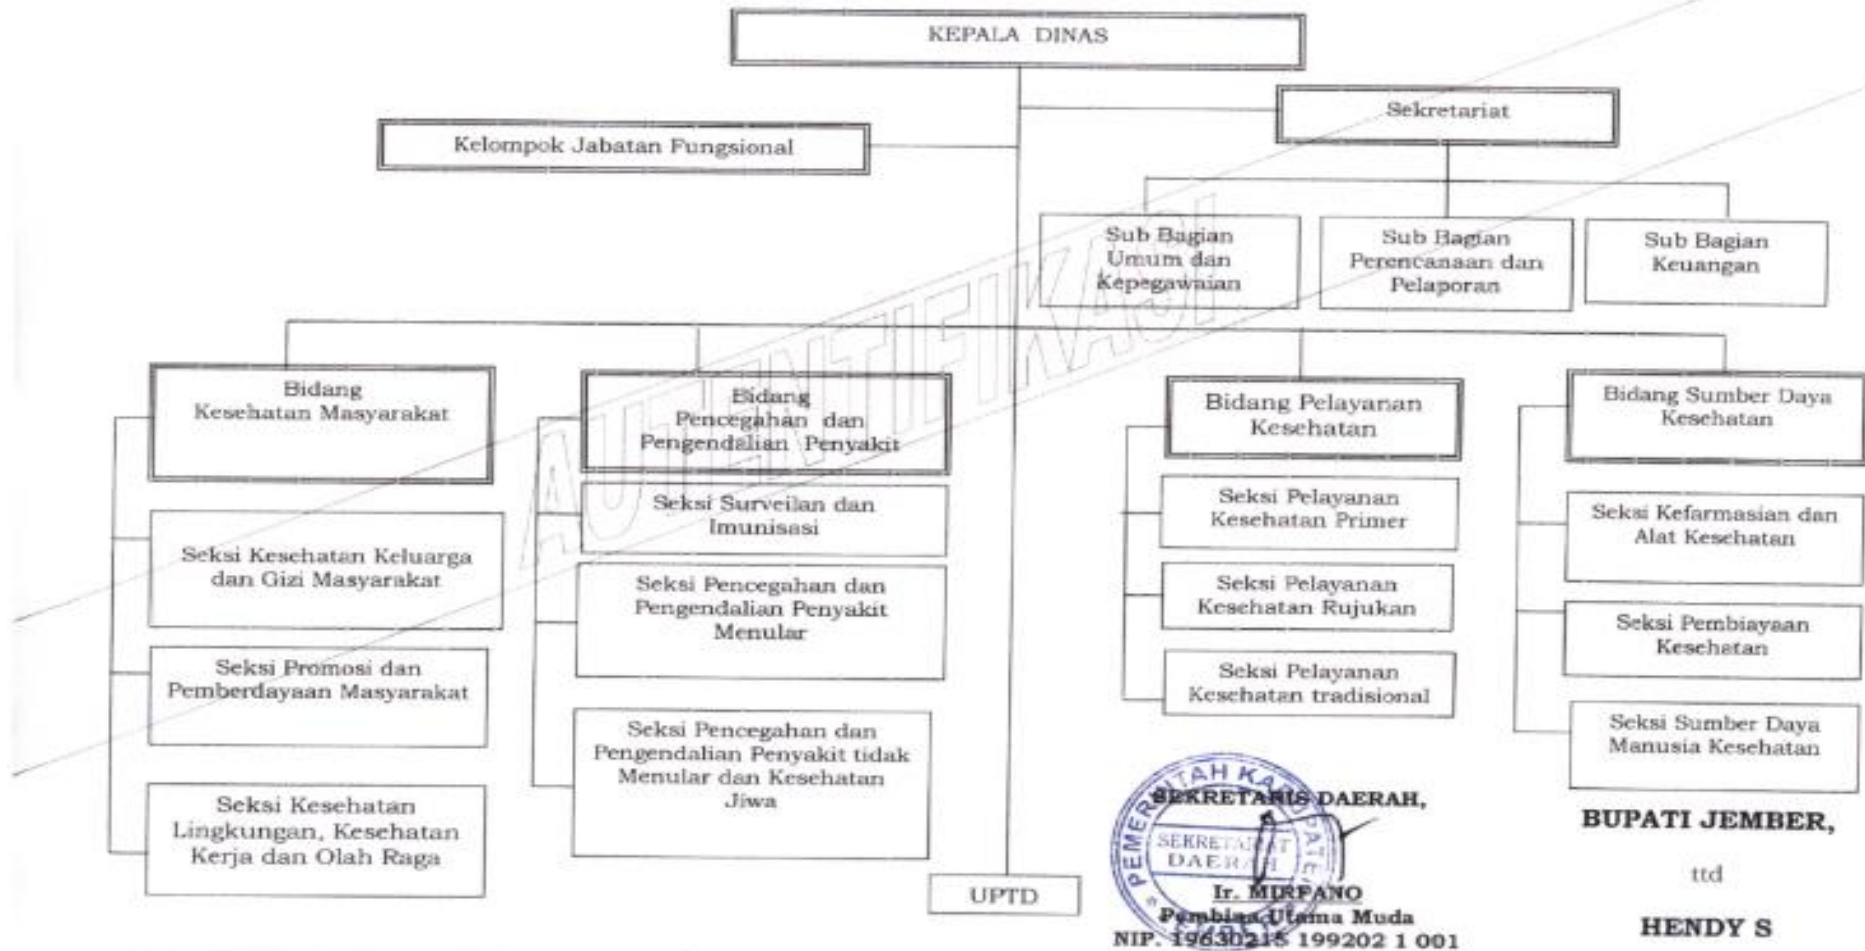 KEPALA DINAS
Sekretariat
Kelompok Jabatan Fungsional
Sub Bagian
Umum dan
Kepegawaian
Sub Bagian
Perencanaan dan
Pelaporan
Sub Bagian
Keuangan
AUTENTIFIKASI
Bidang
Kesehatan Masyarakat
Seksi Kesehatan Keluarga
dan Gizi Masyarakat
Seksi Promosi dan
Pemberdayaan Masyarakat
Seksi Kesehatan
Lingkungan, Kesehatan
Kerja dan Olah Raga
Bidang
Pencegahan dan
Pengendalian Penyakit
Seksi Surveilan dan
Imunisasi
Seksi Pencegahan dan
Pengendalian Penyakit
Menular
Seksi Pencegahan dan
Pengendalian Penyakit tidak
Menular dan Kesehatan
Jiwa
Bidang Pelayanan
Kesehatan
Seksi Pelayanan
Kesehatan Primer
Seksi Pelayanan
Kesehatan Rujukan
Seksi Pelayanan
Kesehatan tradisional
Bidang Sumber Daya
Kesehatan
Seksi Kefarmasian dan
Alat Kesehatan
Seksi Pembiayaan
Kesehatan
Seksi Sumber Daya
Manusia Kesehatan
UPTD
SEKRETARIS DAERAH,
PEMERINTAH KABUPATEN
SEKRETARIAT
DAERAH
JEMBER
Ir. MIRFANO
Pembina Utama Muda
NIP. 19630215 199202 1 001
BUPATI JEMBER,
ttd
HENDY S